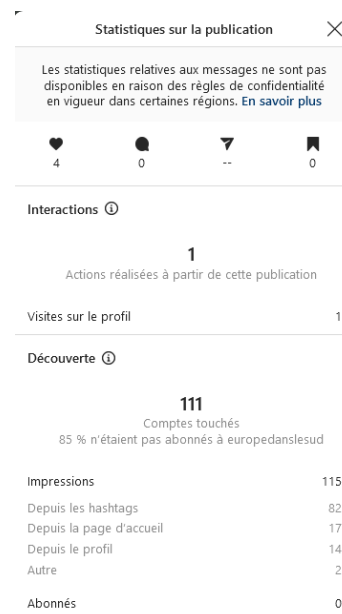 Statistiques sur la publication
Les statistiques relatives aux messages ne sont pas
disponibles en raison des règles de confidentialité
en vigueur dans certaines régions. En savoir plus
4 0 -- 0
Interactions
1
Actions réalisées à partir de cette publication
Visites sur le profil 1
Découverte
111
Comptes touchés
85 % n'étaient pas abonnés à europedanslesud
Impressions 115
Depuis les hashtags 82
Depuis la page d'accueil 17
Depuis le profil 14
Autre 2
Abonnés 0